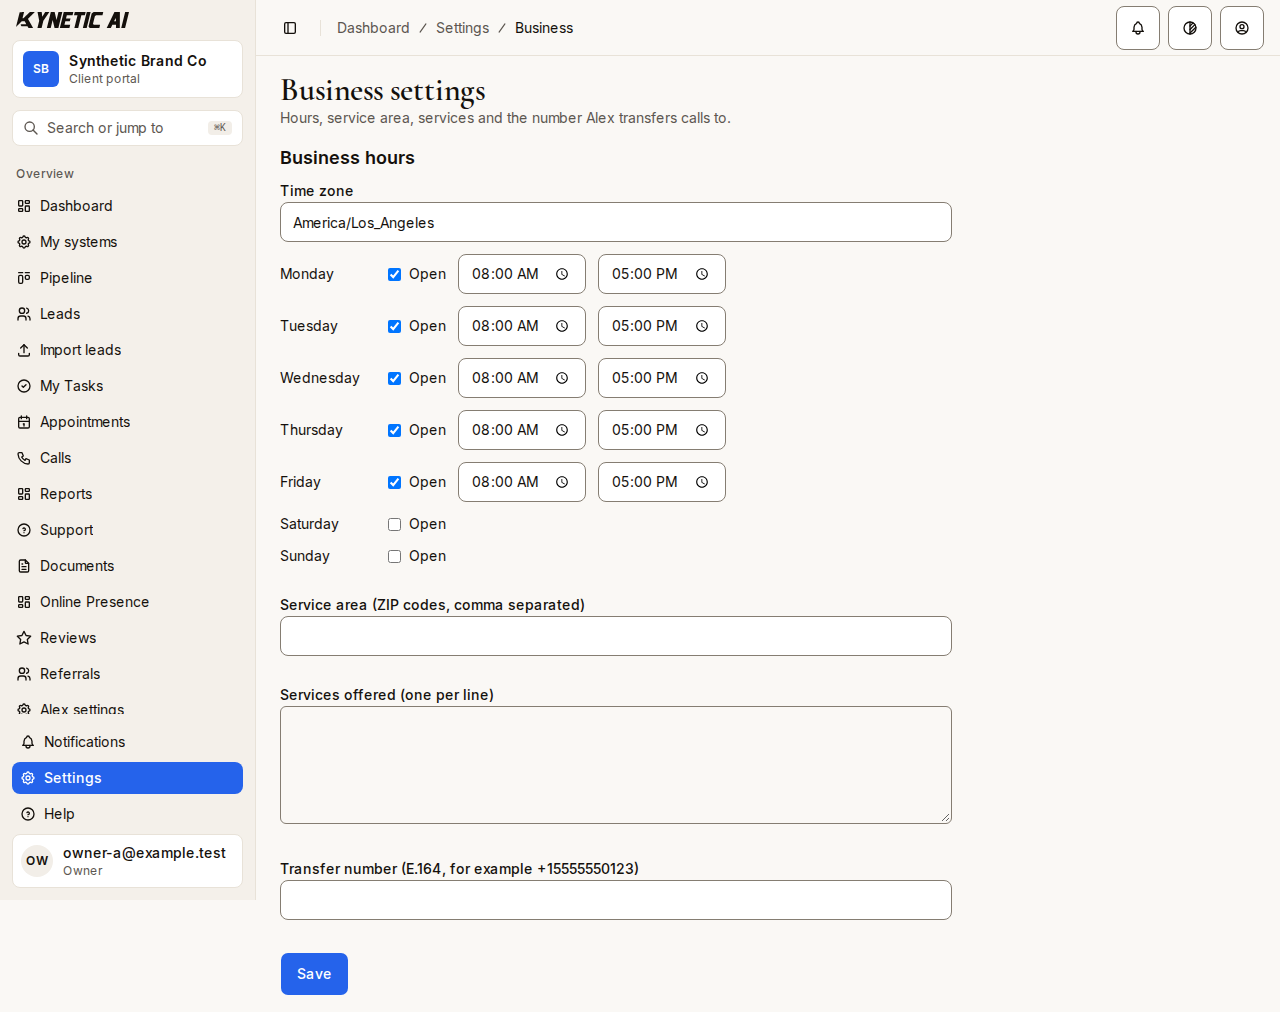 KYNETIC AI
SB
Synthetic Brand Co
Client portal
Search or jump to
⌘K
Overview
Dashboard
My systems
Pipeline
Leads
Import leads
My Tasks
Appointments
Calls
Reports
Support
Documents
Online Presence
Reviews
Referrals
Alex settings
Notifications
Settings
Help
OW
owner-a@example.test
Owner
Dashboard / Settings / Business
Business settings
Hours, service area, services and the number Alex transfers calls to.
Business hours
Time zone
America/Los_Angeles
Monday Open 08:00 AM 05:00 PM
Tuesday Open 08:00 AM 05:00 PM
Wednesday Open 08:00 AM 05:00 PM
Thursday Open 08:00 AM 05:00 PM
Friday Open 08:00 AM 05:00 PM
Saturday Open
Sunday Open
Service area (ZIP codes, comma separated)
Services offered (one per line)
Transfer number (E.164, for example +15555550123)
Save